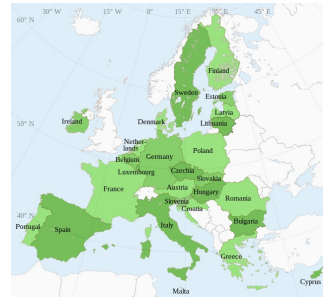 30° W
15° W
0°
15° E
30° E
45° E
60° N
Finland
Sweden
Estonia
Latvia
Ireland
Denmark
Lithuania
50° N
Nether-
lands
Poland
Belgium
Germany
Luxembourg
Czechia
Slovakia
France
Austria
Hungary
Slovenia
Romania
Croatia
40° N
Italy
Bulgaria
Portugal
Spain
Greece
Cyprus
Malta